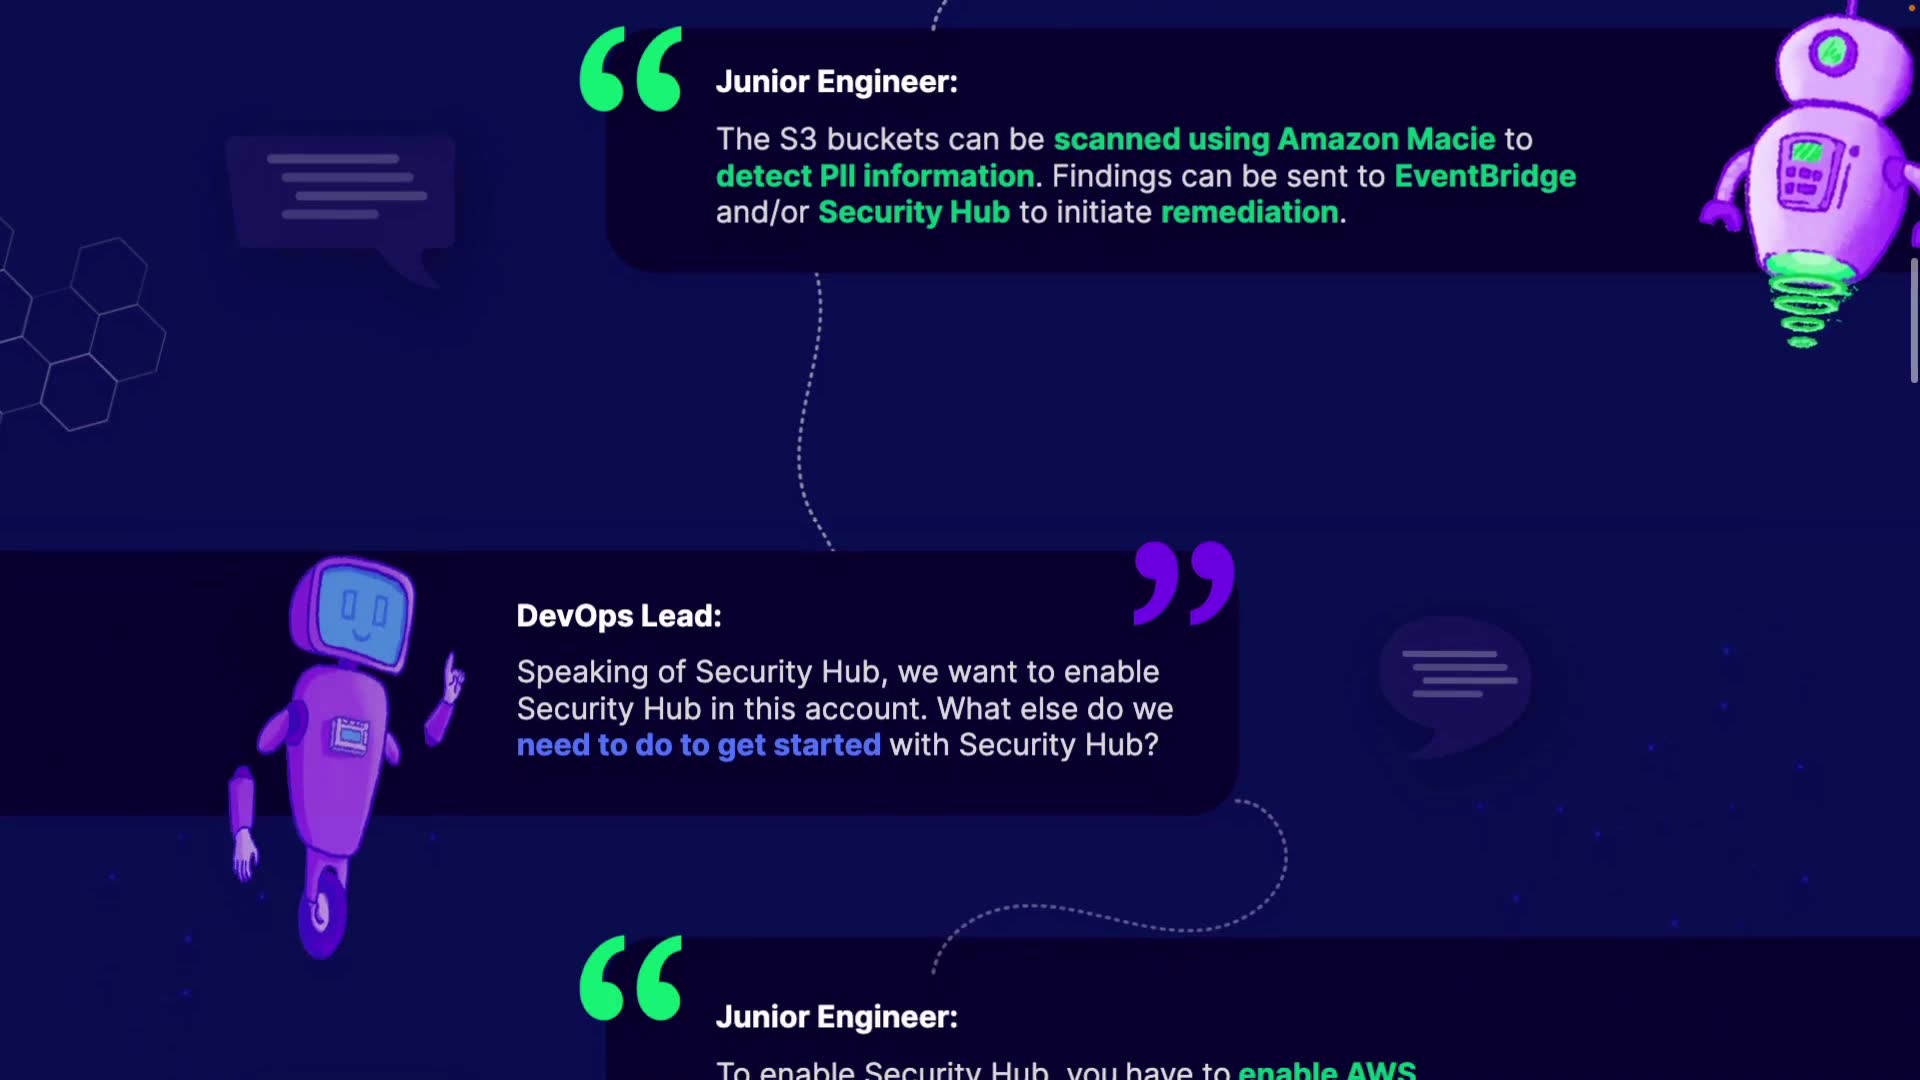 Junior Engineer:
The S3 buckets can be scanned using Amazon Macie to
detect PII information. Findings can be sent to EventBridge
and/or Security Hub to initiate remediation.
DevOps Lead:
Speaking of Security Hub, we want to enable
Security Hub in this account. What else do we
need to do to get started with Security Hub?
Junior Engineer:
To enable Security Hub, you have to enable AWS